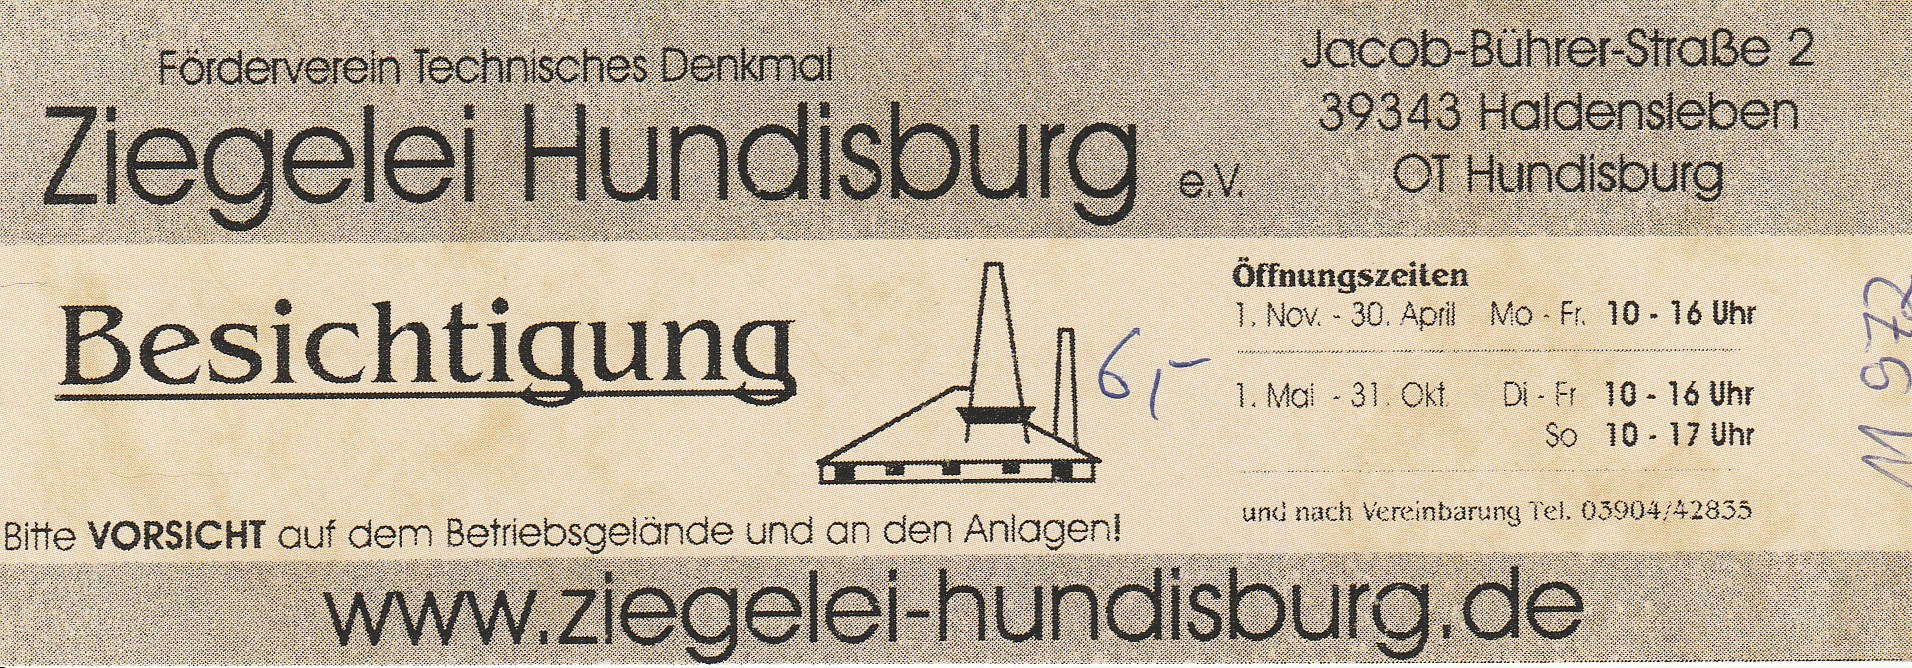 Förderverein Technisches Denkmal
Ziegelei Hundisburg e.V.
Jacob-Bührer-Straße 2
39343 Haldensleben
OT Hundisburg
Besichtigung
6,-
Öffnungszeiten
1. Nov. - 30. April Mo - Fr. 10 - 16 Uhr
1. Mai - 31. Okt. Di - Fr 10 - 16 Uhr
So 10 - 17 Uhr
und nach Vereinbarung Tel. 03904/42835
Bitte VORSICHT auf dem Betriebsgelände und an den Anlagen!
www.ziegelei-hundisburg.de